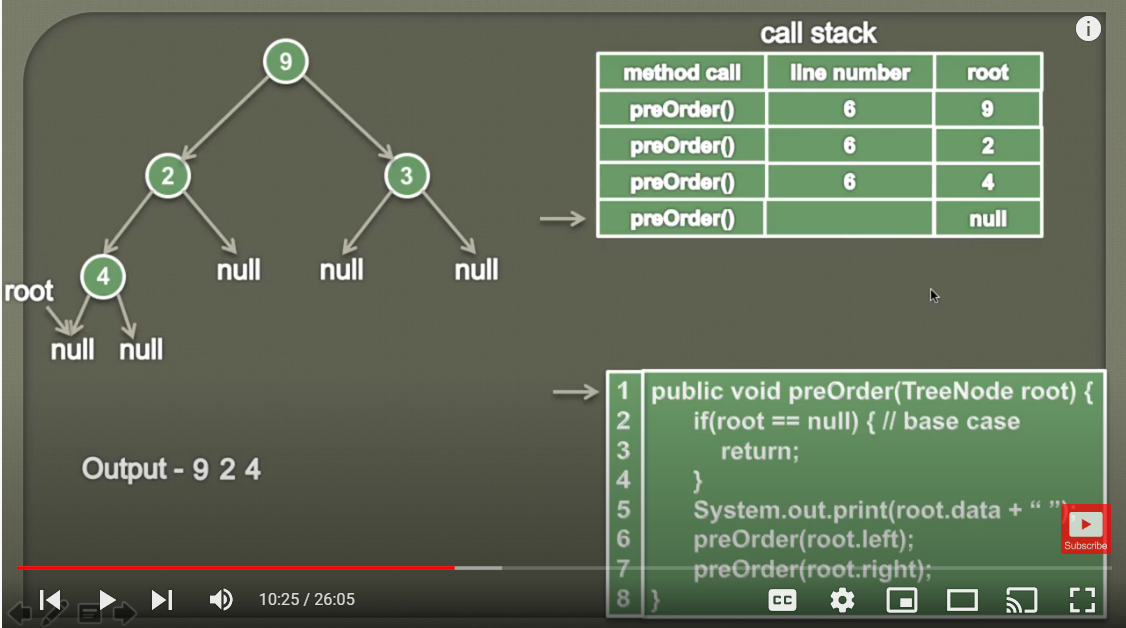 call stack
method call line number root
preOrder() 6 9
preOrder() 6 2
preOrder() 6 4
preOrder() null
9
2 3
4 null null null
root
null null
Output - 9 2 4
1 public void preOrder(TreeNode root) {
2 if(root == null) { // base case
3 return;
4 }
5 System.out.print(root.data + “ ”);
6 preOrder(root.left);
7 preOrder(root.right);
8 }
Subscribe
10:25 / 26:05
CC